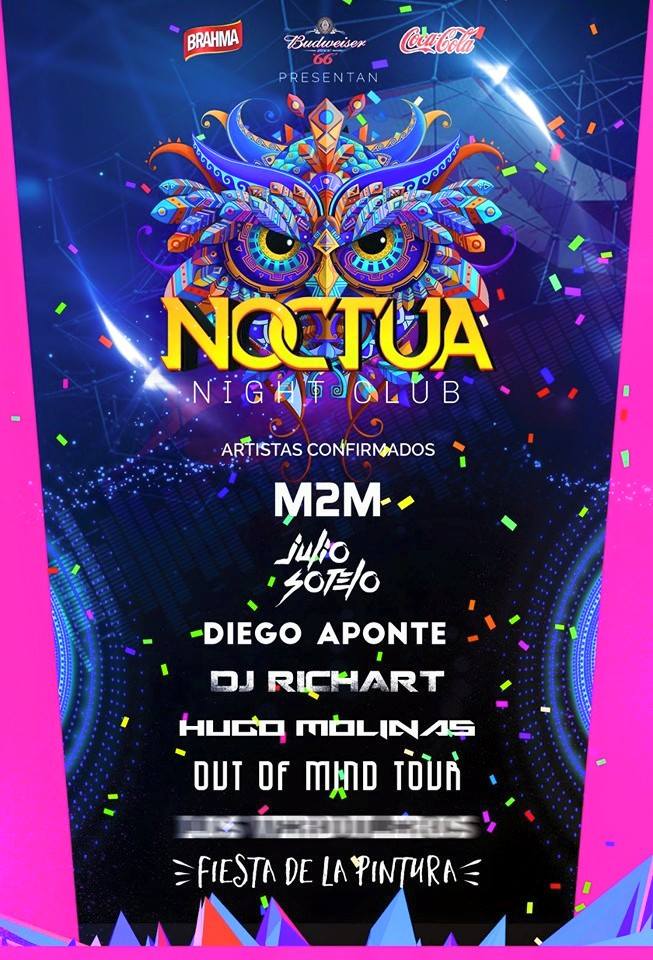 BRAHMA
Budweiser
66
Coca-Cola
PRESENTAN
NOCTUA
NIGHT CLUB
ARTISTAS CONFIRMADOS
M2M
julio
sotelo
DIEGO APONTE
DJ RICHART
HUGO MOLINAS
OUT OF MIND TOUR
FIESTA DE LA PINTURA